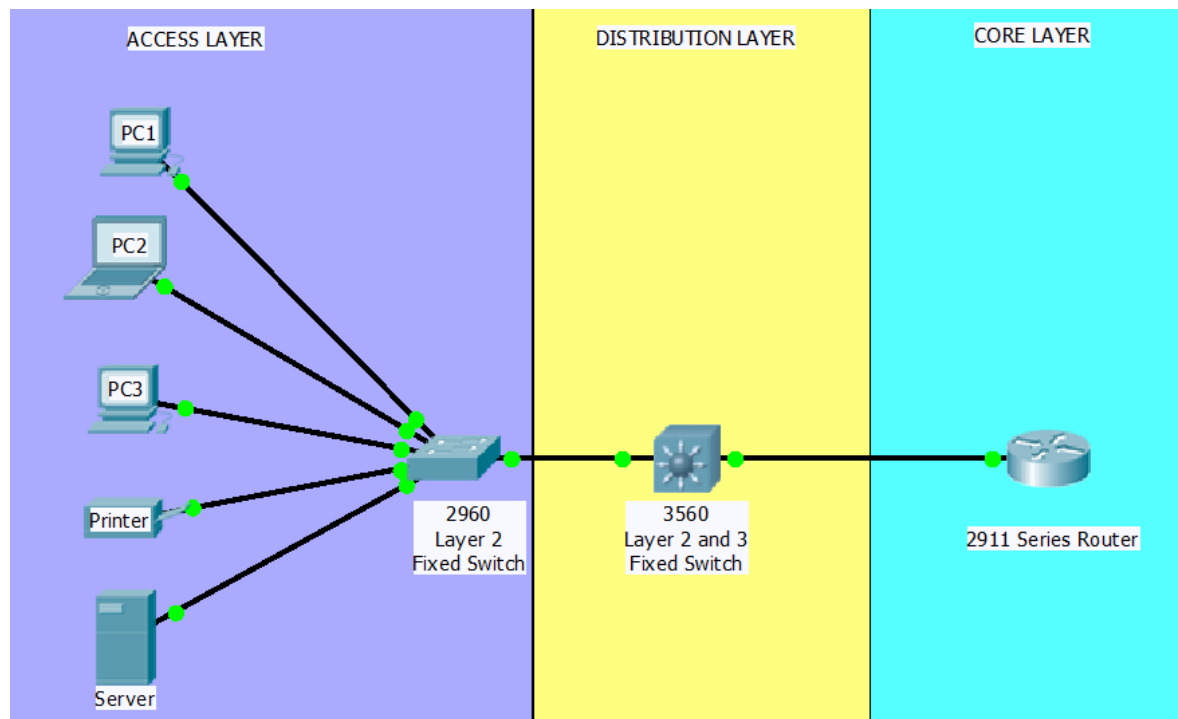 ACCESS LAYER
DISTRIBUTION LAYER
CORE LAYER
PC1
PC2
PC3
Printer
Server
2960
Layer 2
Fixed Switch
3560
Layer 2 and 3
Fixed Switch
2911 Series Router